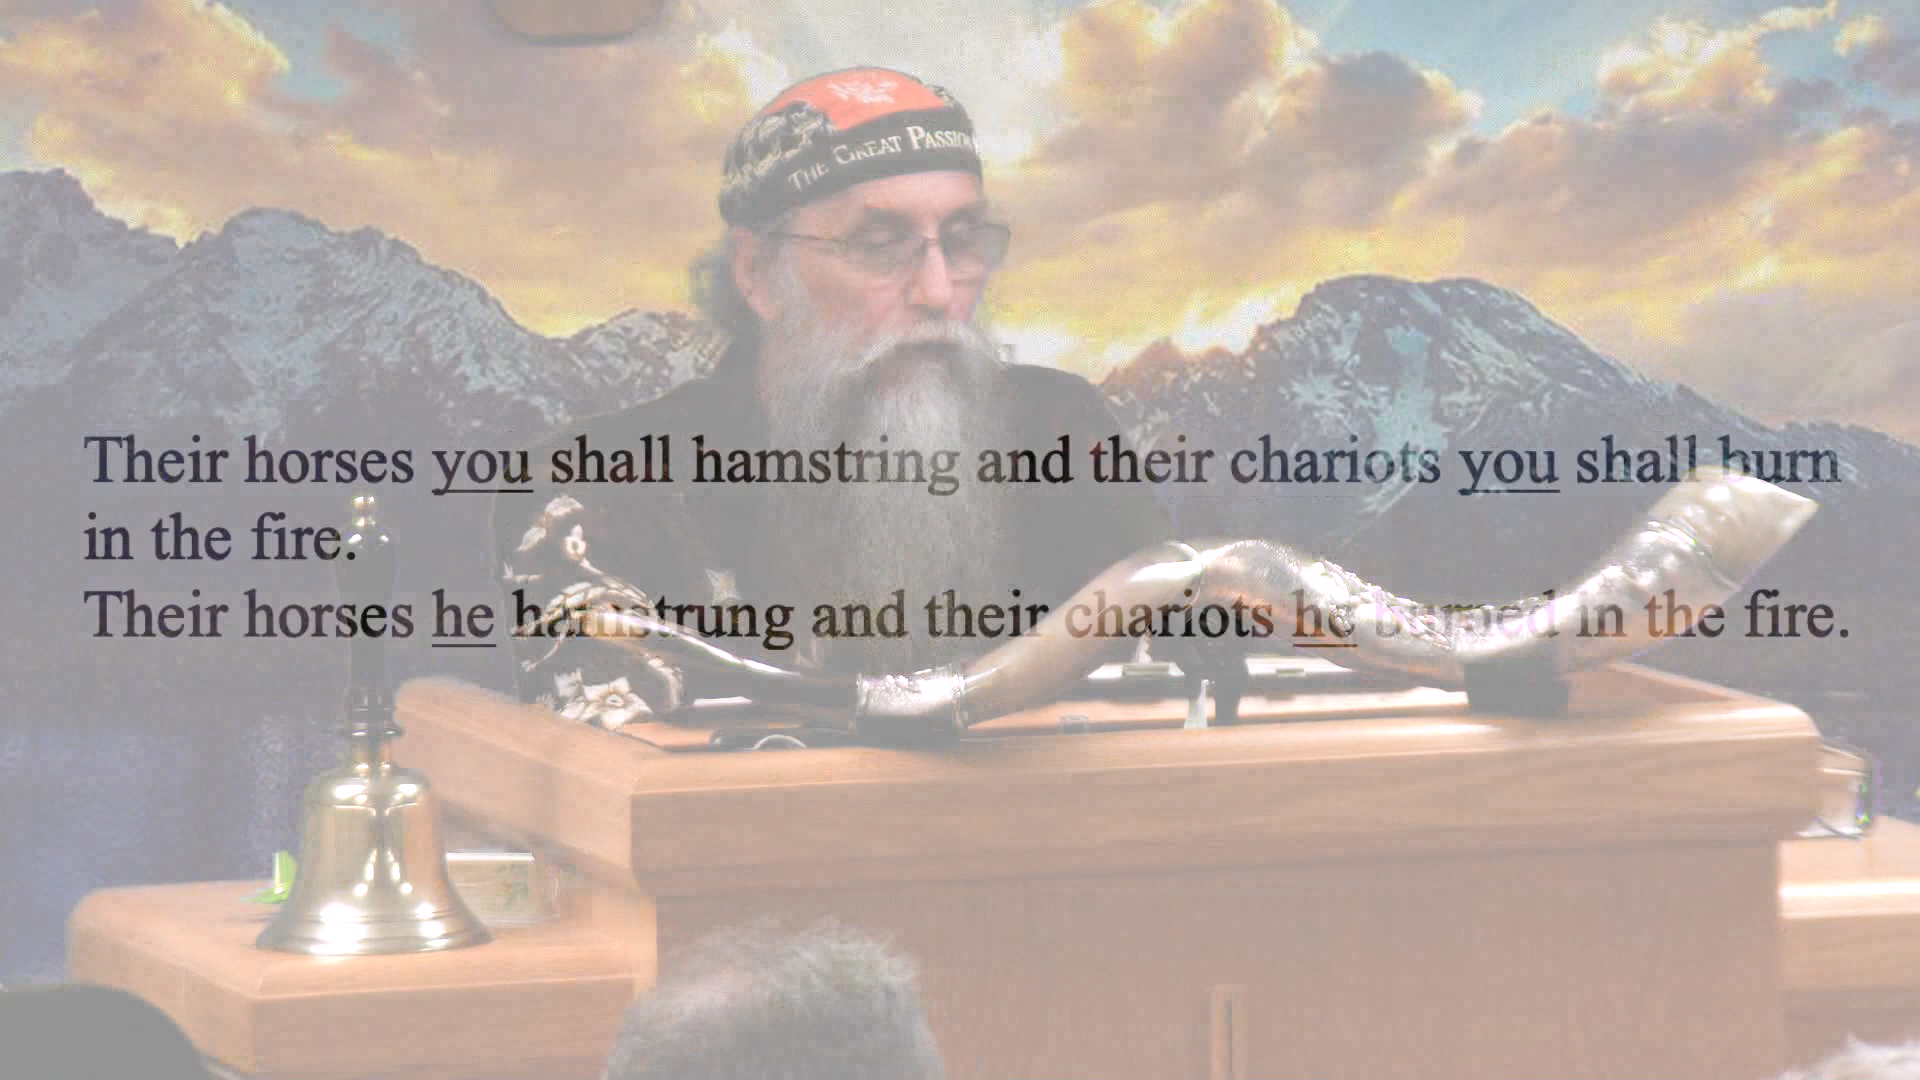 THE GREAT PASSION
Their horses you shall hamstring and their chariots you shall burn
in the fire.
Their horses he hamstrung and their chariots he burned in the fire.